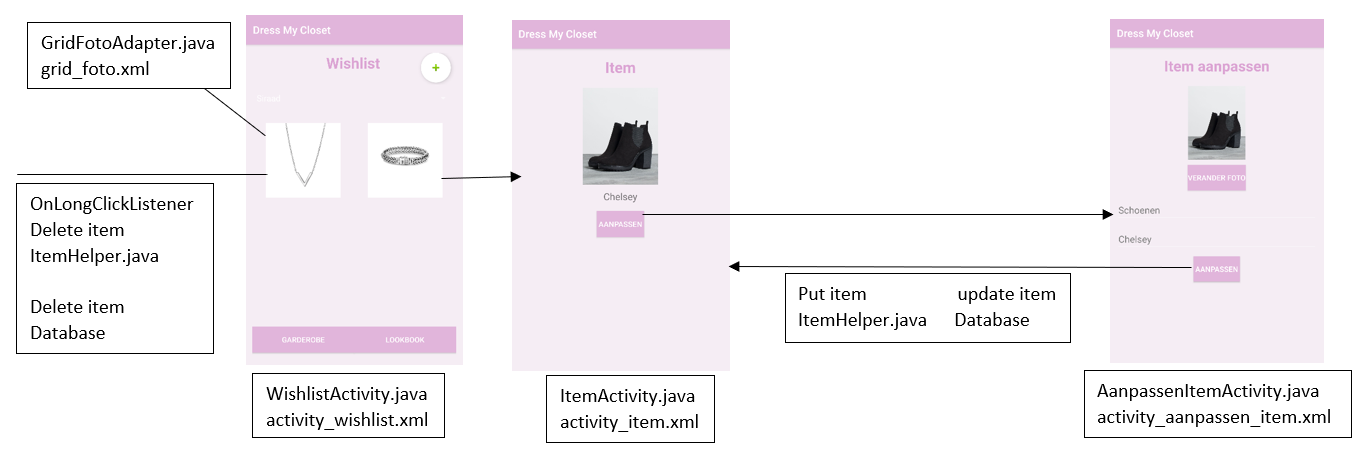 GridFotoAdapter.java
grid_foto.xml
OnLongClickListener
Delete item
ItemHelper.java
Delete item
Database
Dress My Closet
Wishlist
+
GARDEROBE
LOOKBOOK
WishlistActivity.java
activity_wishlist.xml
Dress My Closet
Item
Chelsey
AANPASSEN
ItemActivity.java
activity_item.xml
Put item update item
ItemHelper.java Database
Dress My Closet
Item aanpassen
VERANDER FOTO
Schoenen
Chelsey
AANPASSEN
AanpassenItemActivity.java
activity_aanpassen_item.xml